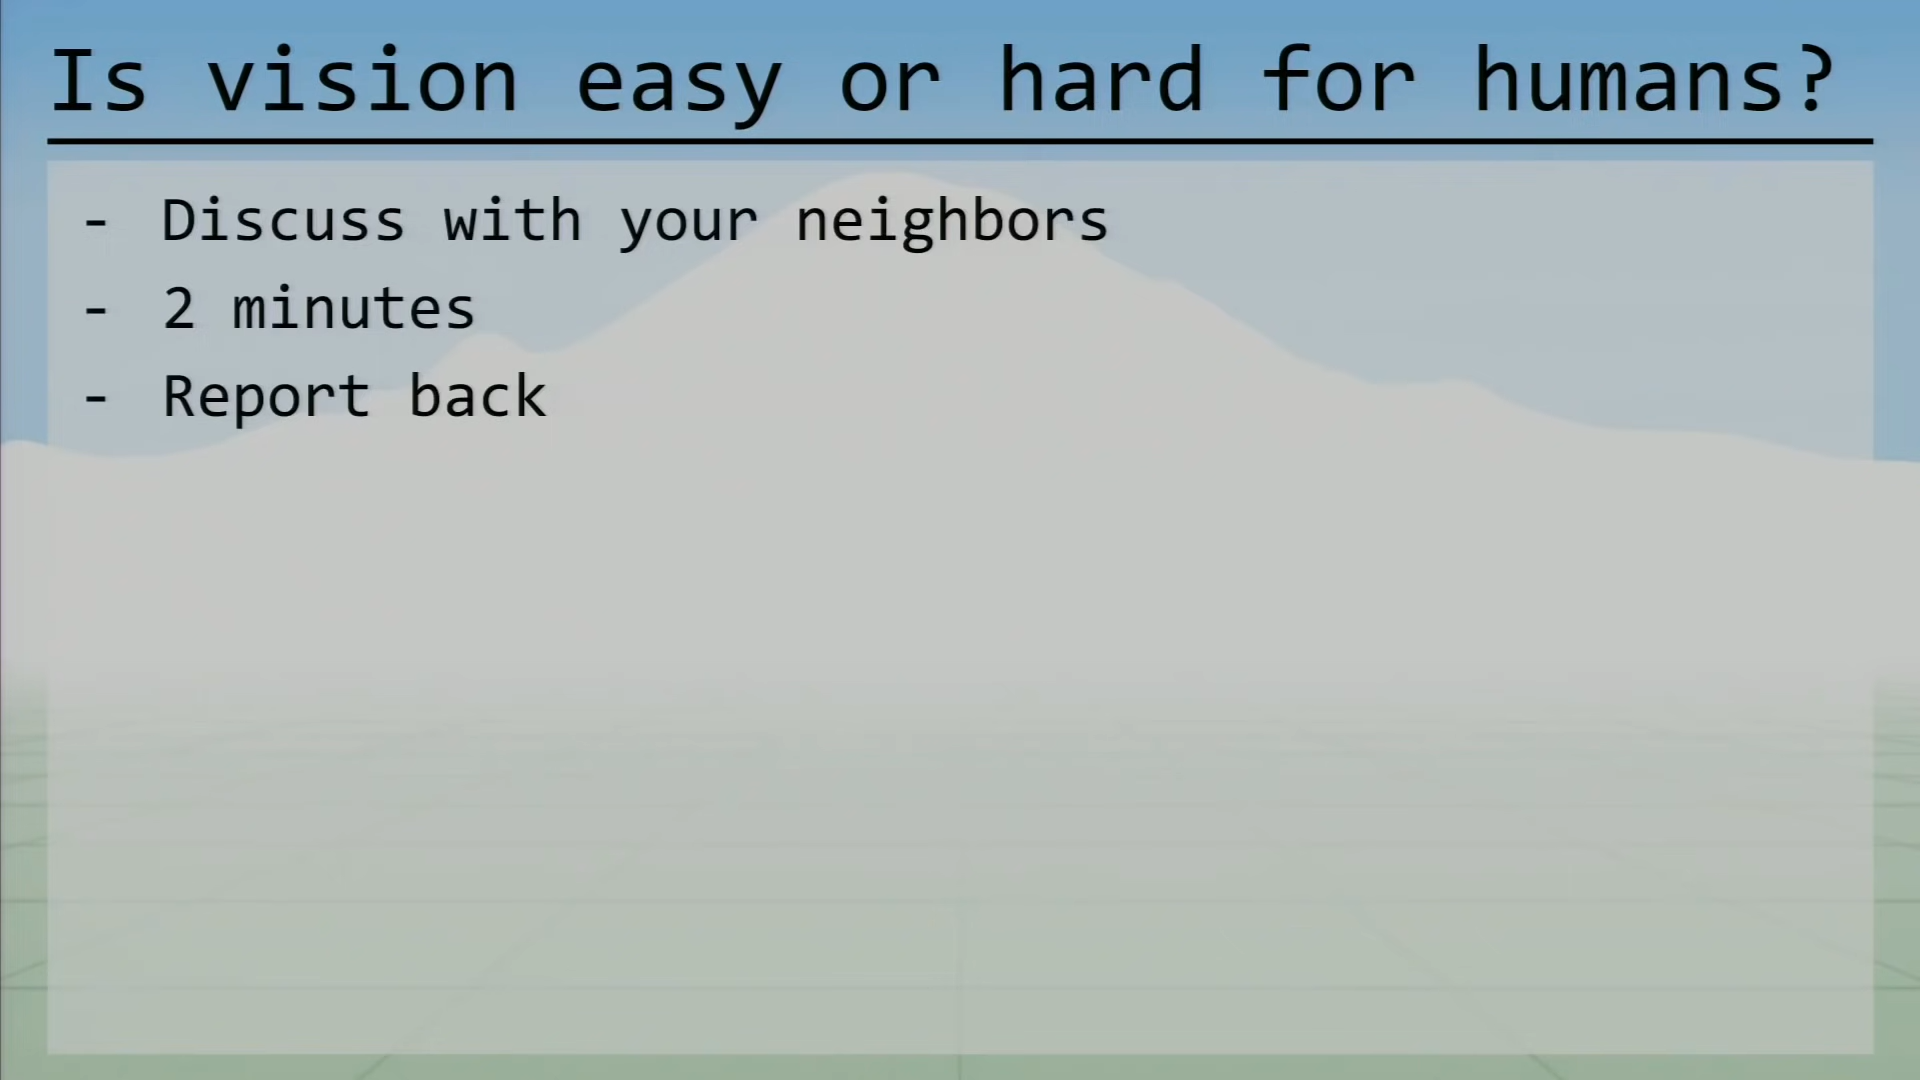 Is vision easy or hard for humans?
- Discuss with your neighbors
- 2 minutes
- Report back